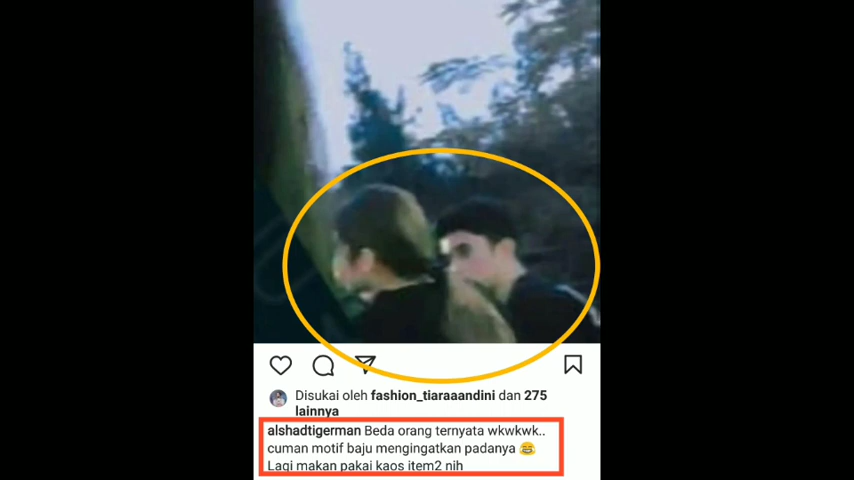 Disukai oleh fashion_tiaraaandini dan 275
lainnya
alshadtigerman Beda orang ternyata wkwkwk..
cuman motif baju mengingatkan padanya 😂
Lagi makan pakai kaos item2 nih